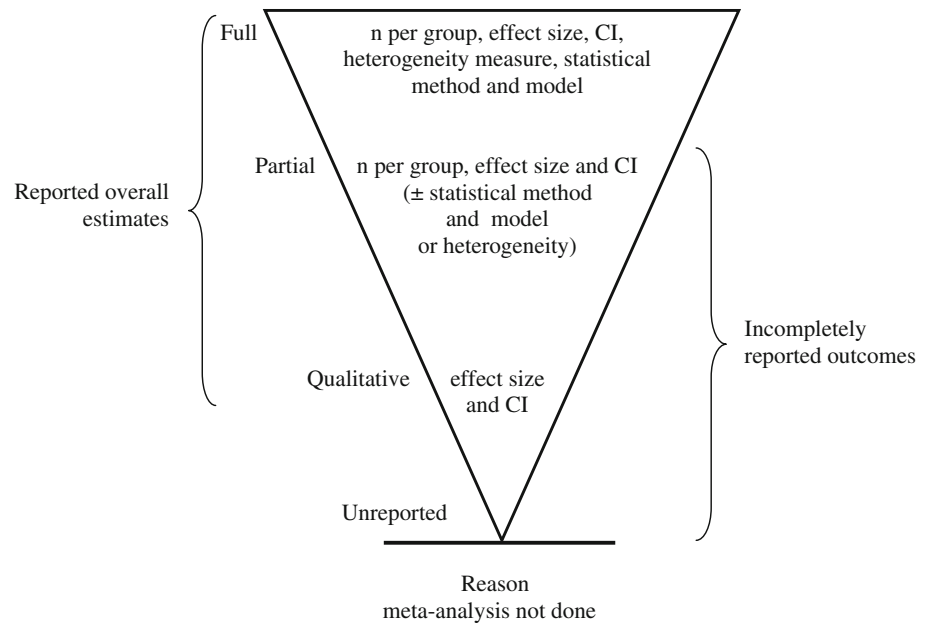 Full
n per group, effect size, CI,
heterogeneity measure, statistical
method and model
Partial
n per group, effect size and CI
(± statistical method
and model
or heterogeneity)
Reported overall
estimates
Incompletely
reported outcomes
Qualitative
effect size
and CI
Unreported
Reason
meta-analysis not done